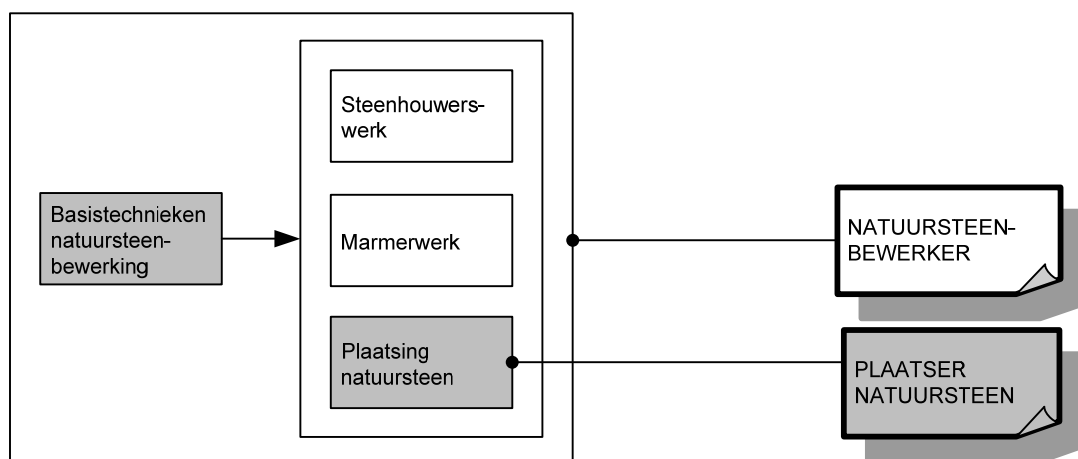 Steenhouwers-
werk
Basistechnieken
natuursteen-
bewerking
Marmerwerk
NATUURSTEEN-
BEWERKER
Plaatsing
natuursteen
PLAATSER
NATUURSTEEN